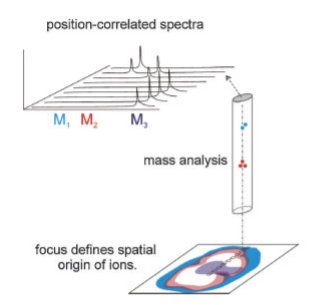 position-correlated spectra
M₁ M₂ M₃
mass analysis
focus defines spatial
origin of ions.